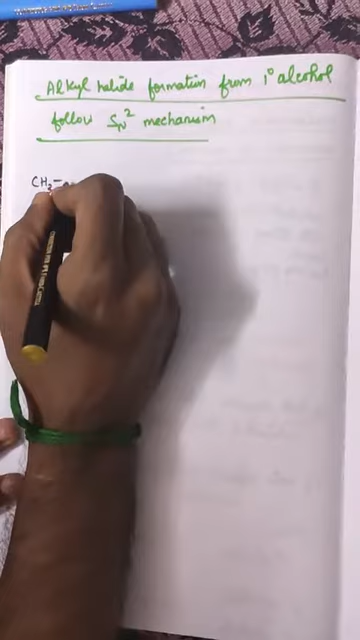 Alkyl halide formation from 1° alcohol
follow SN² mechanism
CH₃-